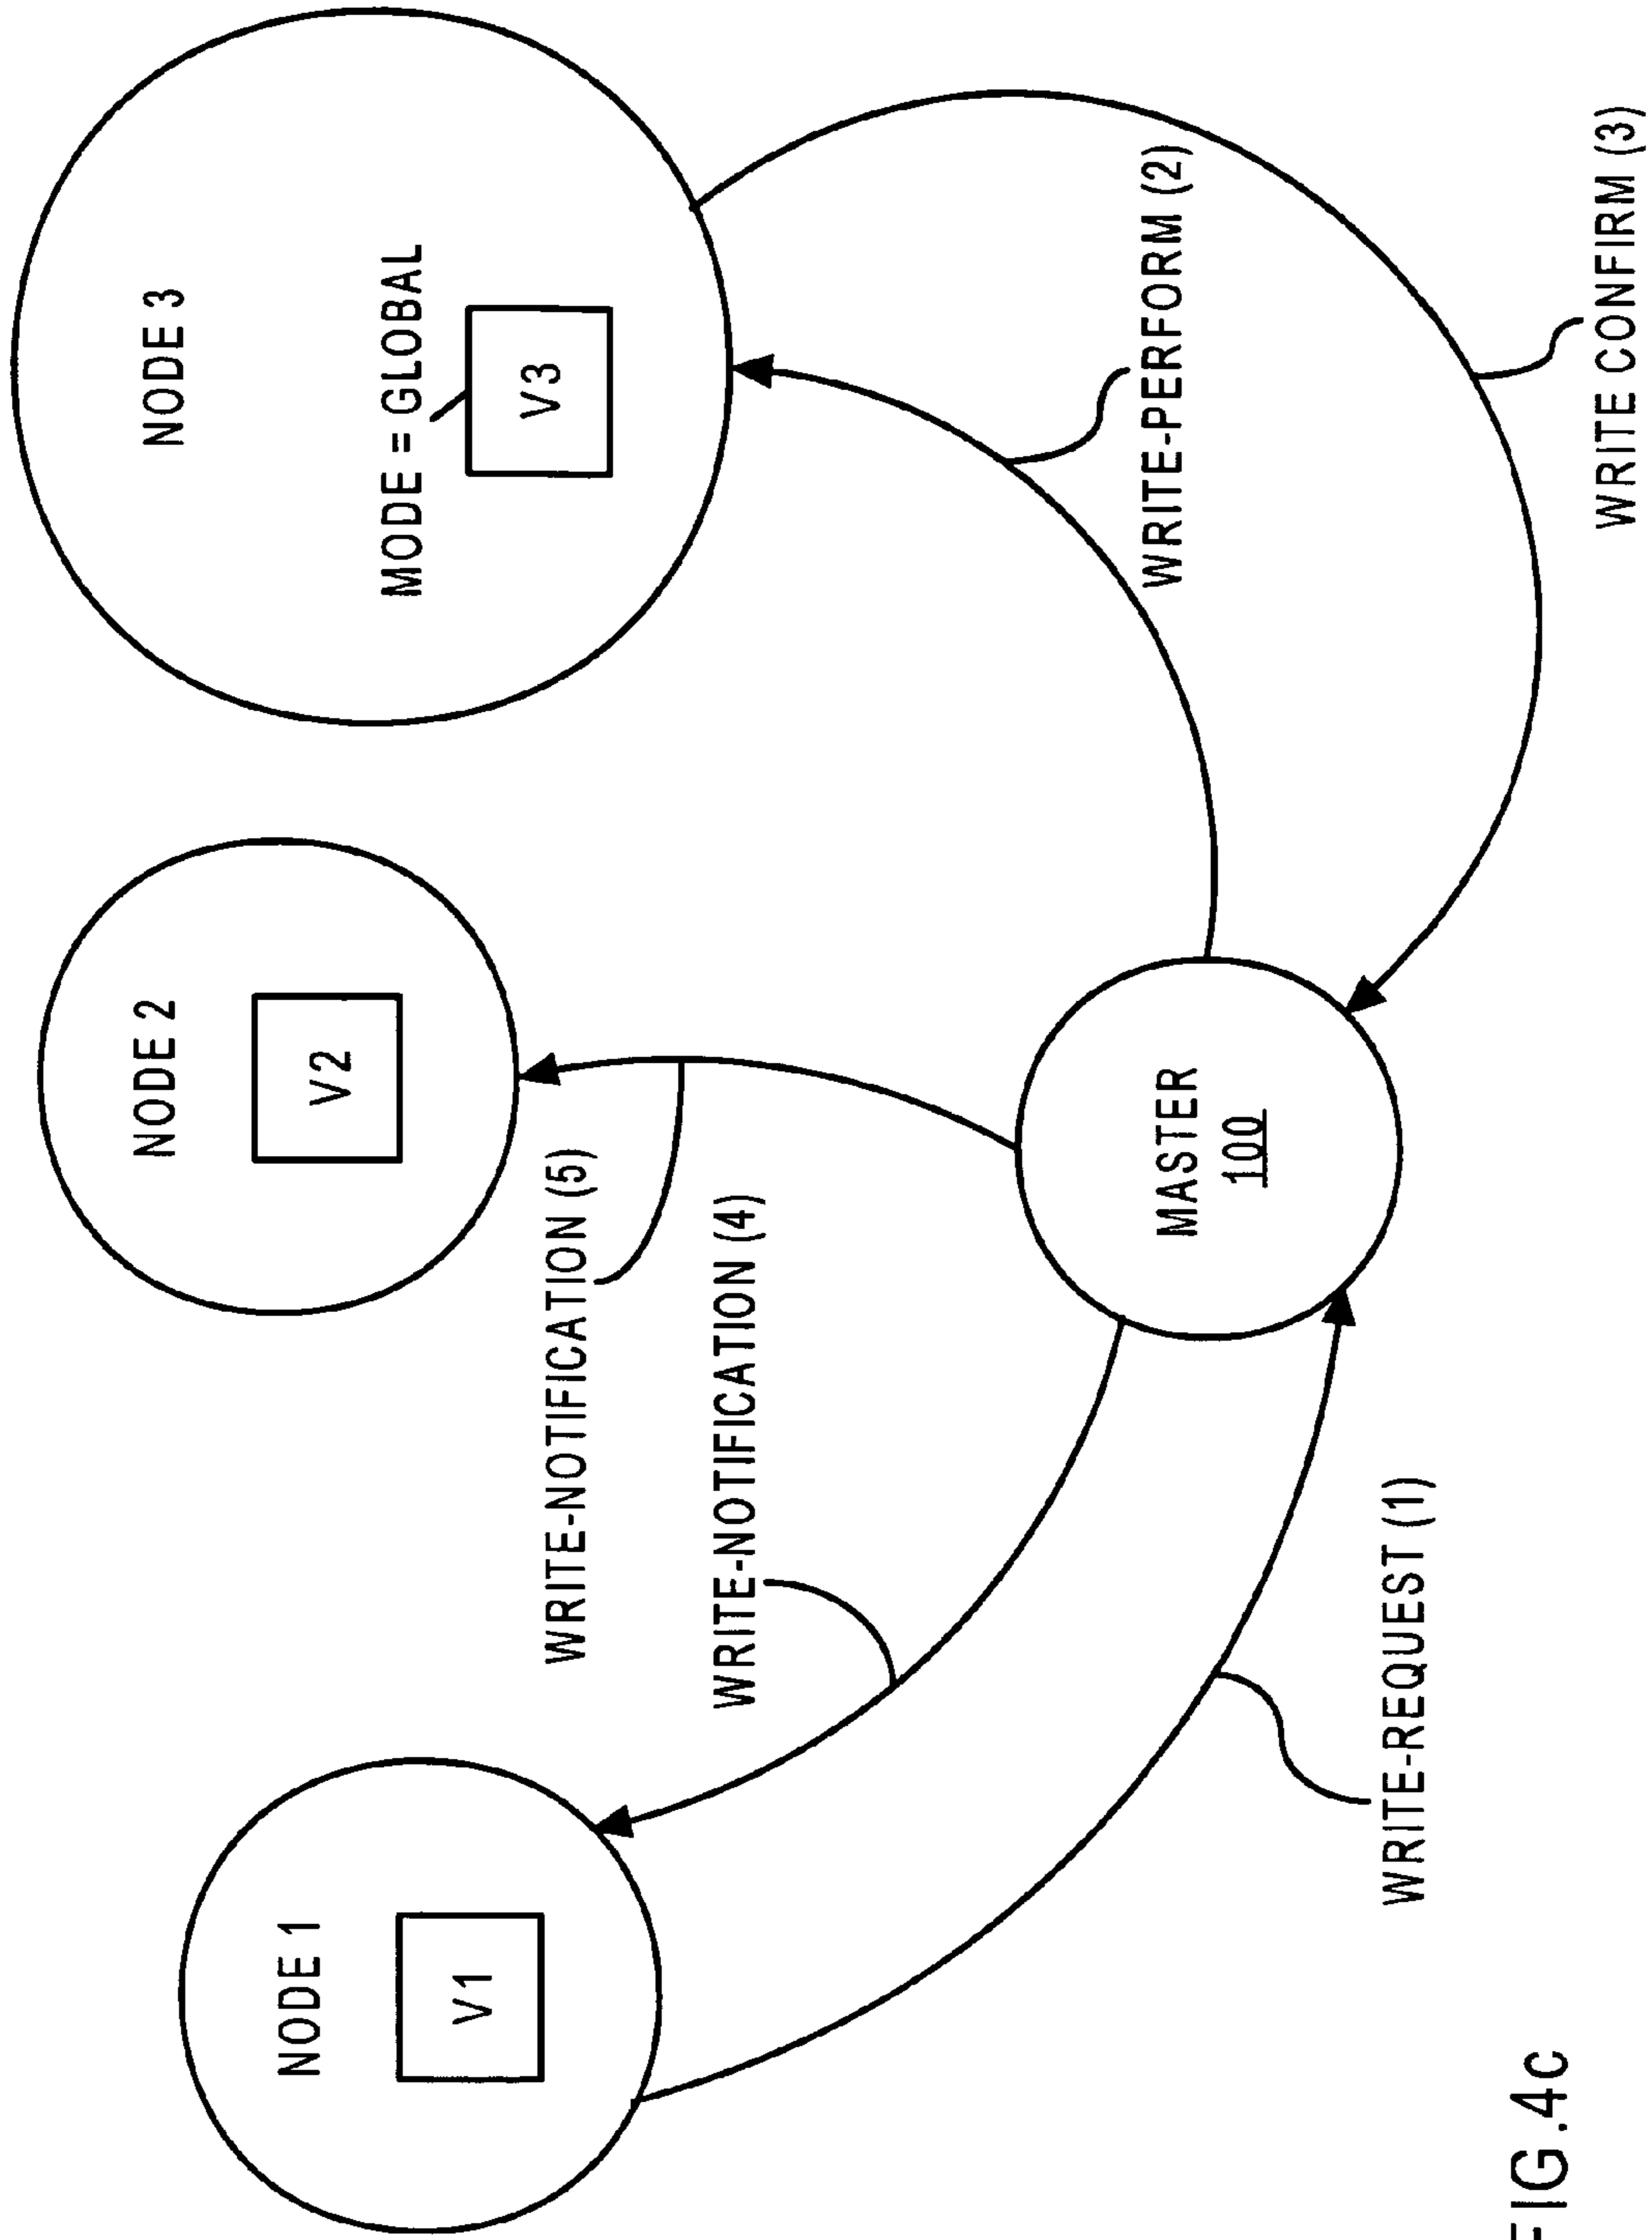 NODE 1
V1
NODE 2
V2
NODE 3
MODE = GLOBAL
V3
WRITE-NOTIFICATION (5)
WRITE-NOTIFICATION (4)
MASTER
100
WRITE-PERFORM (2)
WRITE-REQUEST (1)
WRITE CONFIRM (3)
FIG.4c